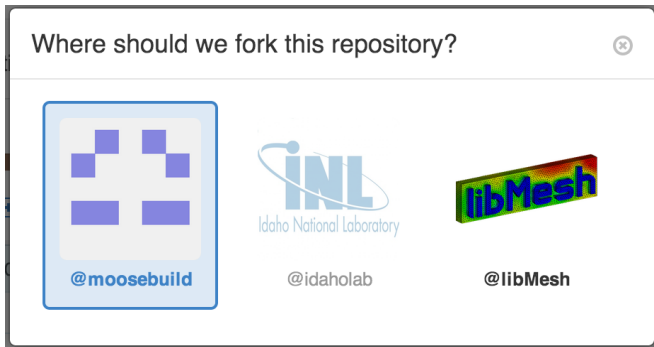 Where should we fork this repository?
INL
Idaho National Laboratory
libMesh
@moosebuild
@idaholab
@libMesh